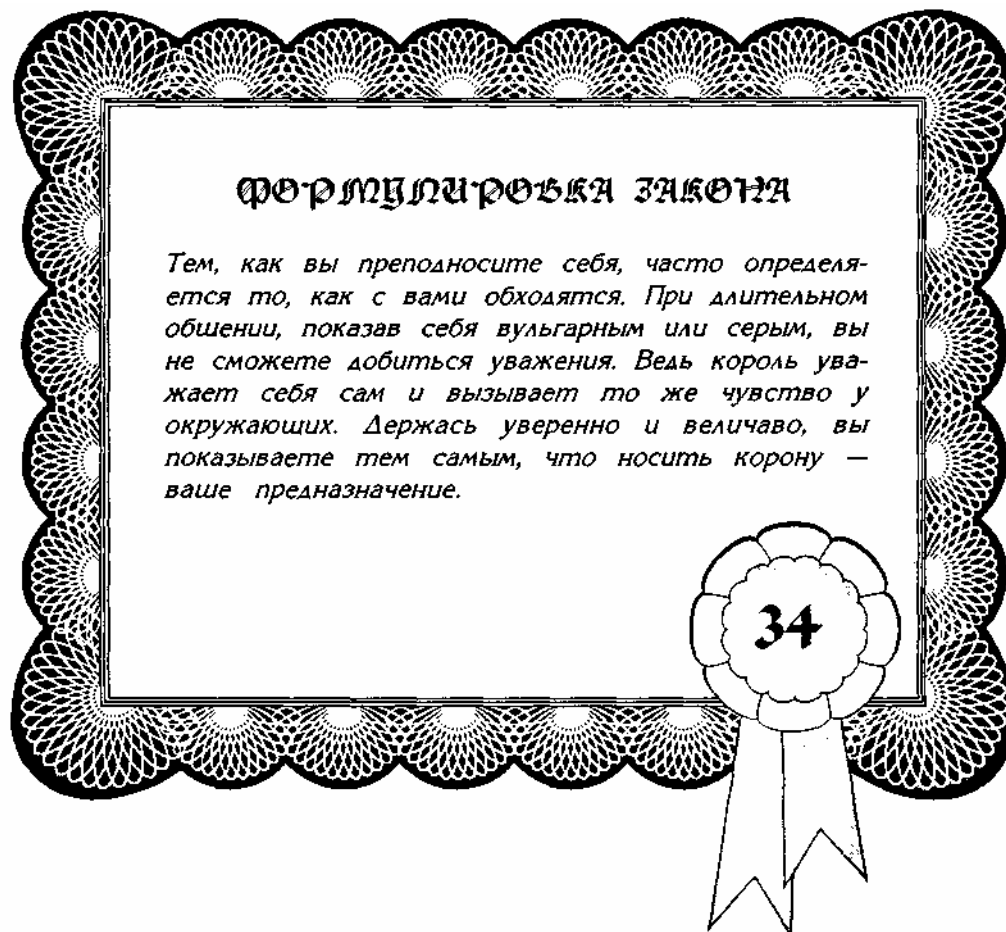 ФОРМУЛИРОВКА ЗАКОНА
Тем, как вы преподносите себя, часто определя-
ется то, как с вами обходятся. При длительном
общении, показав себя вульгарным или серым, вы
не сможете добиться уважения. Ведь король ува-
жает себя сам и вызывает то же чувство у
окружающих. Держась уверенно и величаво, вы
показываете тем самым, что носить корону —
ваше предназначение.
34